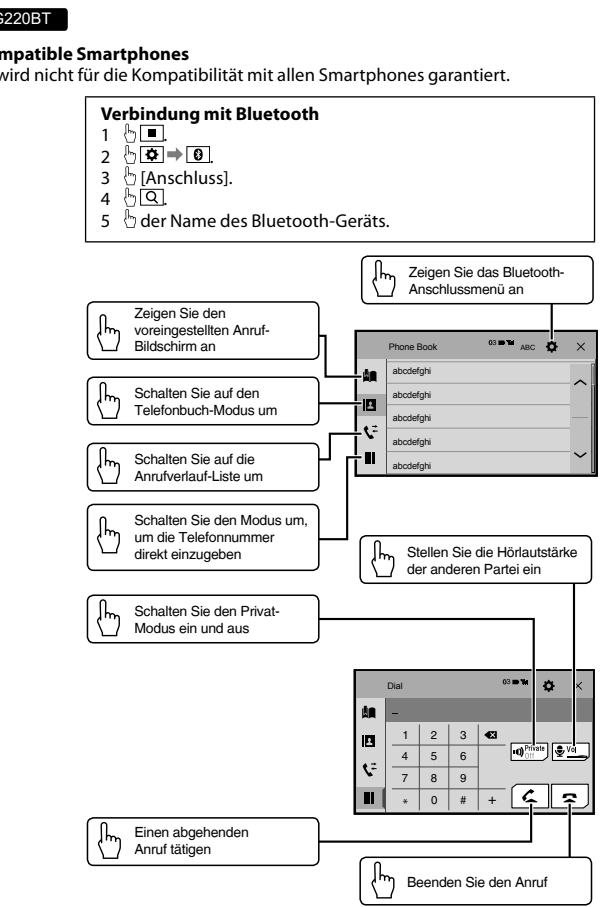 G220BT
mpatible Smartphones
wird nicht für die Kompatibilität mit allen Smartphones garantiert.
Verbindung mit Bluetooth
1 .
2 .
3 [Anschluss].
4 .
5 der Name des Bluetooth-Geräts.
Zeigen Sie das Bluetooth-
Anschlussmenü an
Zeigen Sie den
voreingestellten Anruf-
Bildschirm an
Schalten Sie auf den
Telefonbuch-Modus um
Schalten Sie auf die
Anrufverlauf-Liste um
Schalten Sie den Modus um,
um die Telefonnummer
direkt einzugeben
Phone Book 03 ABC
abcdefghi
abcdefghi
abcdefghi
abcdefghi
abcdefghi
Stellen Sie die Hörlautstärke
der anderen Partei ein
Schalten Sie den Privat-
Modus ein und aus
Dial 03
–
1 2 3
4 5 6
7 8 9
* 0 # +
Private
Off
Vol
Einen abgehenden
Anruf tätigen
Beenden Sie den Anruf